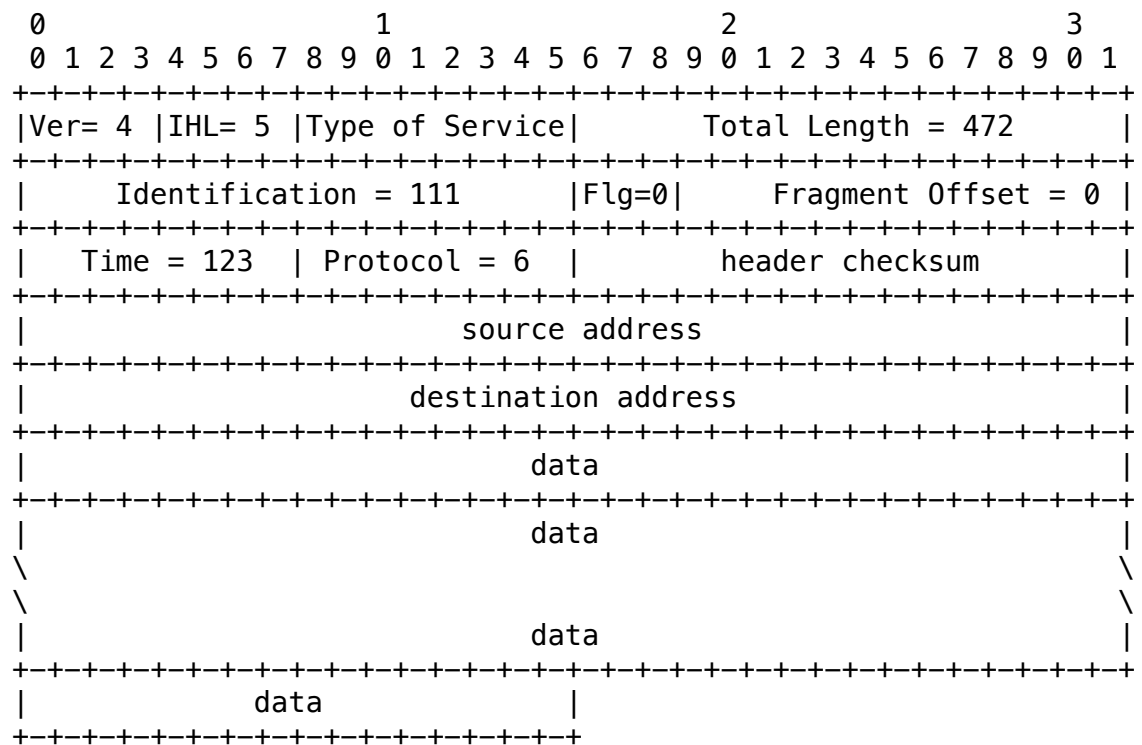 0                   1                   2                   3
 0 1 2 3 4 5 6 7 8 9 0 1 2 3 4 5 6 7 8 9 0 1 2 3 4 5 6 7 8 9 0 1
+-+-+-+-+-+-+-+-+-+-+-+-+-+-+-+-+-+-+-+-+-+-+-+-+-+-+-+-+-+-+-+-+
|Ver= 4 |IHL= 5 |Type of Service|       Total Length = 472      |
+-+-+-+-+-+-+-+-+-+-+-+-+-+-+-+-+-+-+-+-+-+-+-+-+-+-+-+-+-+-+-+-+
|     Identification = 111      |Flg=0|     Fragment Offset = 0 |
+-+-+-+-+-+-+-+-+-+-+-+-+-+-+-+-+-+-+-+-+-+-+-+-+-+-+-+-+-+-+-+-+
|   Time = 123  | Protocol = 6  |        header checksum        |
+-+-+-+-+-+-+-+-+-+-+-+-+-+-+-+-+-+-+-+-+-+-+-+-+-+-+-+-+-+-+-+-+
|                         source address                        |
+-+-+-+-+-+-+-+-+-+-+-+-+-+-+-+-+-+-+-+-+-+-+-+-+-+-+-+-+-+-+-+-+
|                      destination address                      |
+-+-+-+-+-+-+-+-+-+-+-+-+-+-+-+-+-+-+-+-+-+-+-+-+-+-+-+-+-+-+-+-+
|                             data                              |
+-+-+-+-+-+-+-+-+-+-+-+-+-+-+-+-+-+-+-+-+-+-+-+-+-+-+-+-+-+-+-+-+
|                             data                              |
\                                                               \
\                                                               \
|                             data                              |
+-+-+-+-+-+-+-+-+-+-+-+-+-+-+-+-+-+-+-+-+-+-+-+-+-+-+-+-+-+-+-+-+
|             data              |
+-+-+-+-+-+-+-+-+-+-+-+-+-+-+-+-+